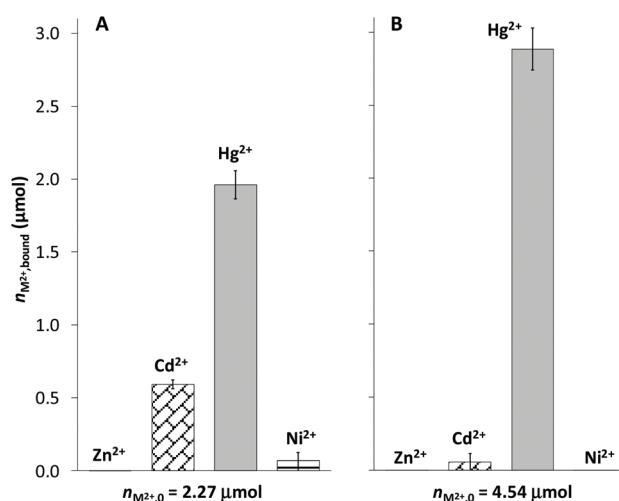 A
B
3.0
2.5
2.0
1.5
1.0
0.5
0.0
nM²⁺,bound (µmol)
Hg²⁺
Cd²⁺
Zn²⁺
Ni²⁺
Hg²⁺
Cd²⁺
Zn²⁺
Ni²⁺
nM²⁺,0 = 2.27 µmol
nM²⁺,0 = 4.54 µmol